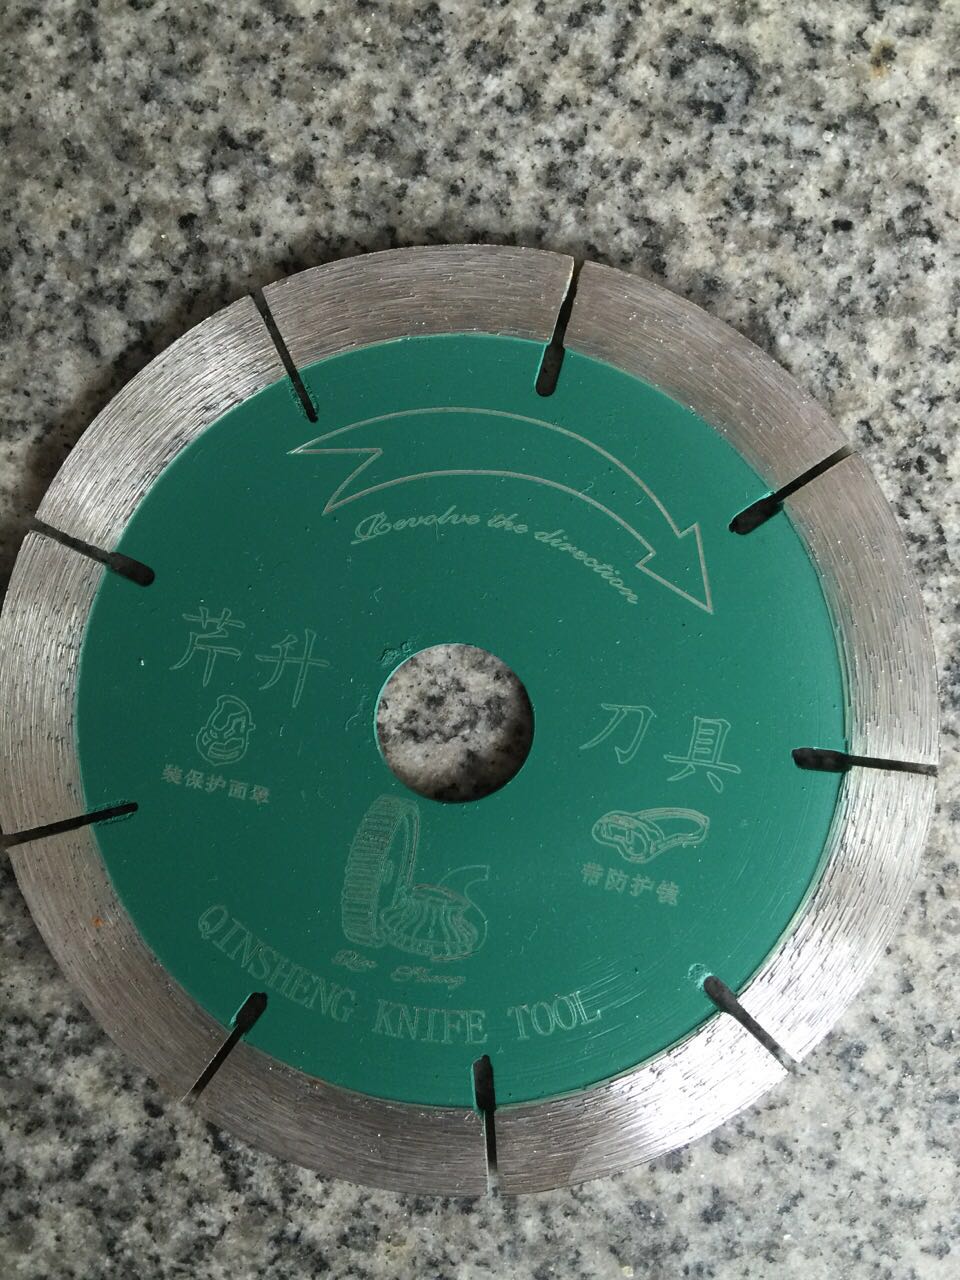 Revolve the direction
芹升
刀具
装保护面罩
带防护镜
QINSHENG KNIFE TOOL